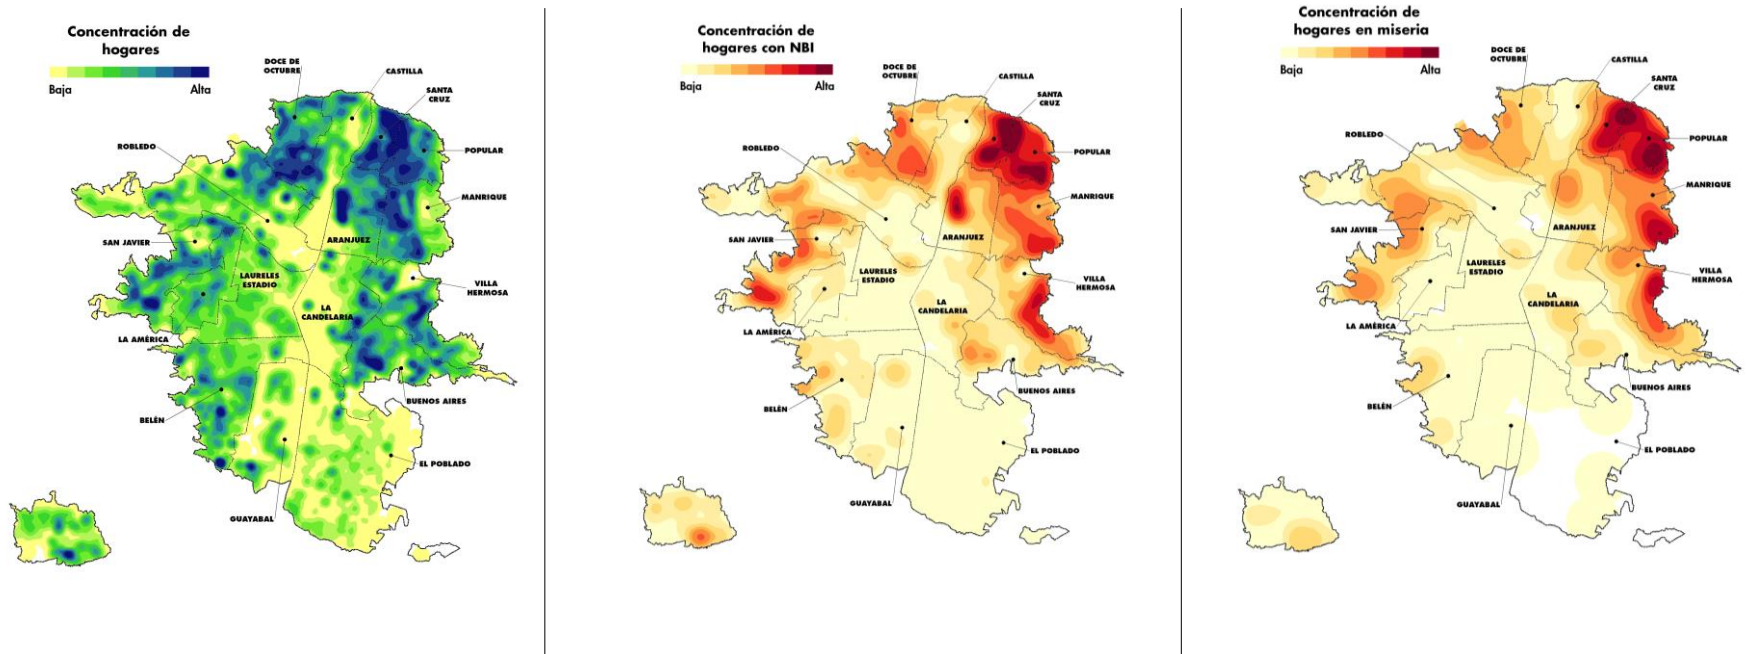 Concentración de
hogares
Baja
Alta
DOCE DE
OCTUBRE
CASTILLA
SANTA
CRUZ
ROBLEDO
POPULAR
MANRIQUE
SAN JAVIER
ARANJUEZ
LAURELES
ESTADIO
VILLA
HERMOSA
LA
CANDELARIA
LA AMÉRICA
BUENOS AIRES
BELÉN
EL POBLADO
GUAYABAL
Concentración de
hogares con NBI
Baja
Alta
DOCE DE
OCTUBRE
CASTILLA
SANTA
CRUZ
ROBLEDO
POPULAR
MANRIQUE
SAN JAVIER
ARANJUEZ
LAURELES
ESTADIO
VILLA
HERMOSA
LA
CANDELARIA
LA AMÉRICA
BUENOS AIRES
BELÉN
EL POBLADO
GUAYABAL
Concentración de
hogares en miseria
Baja
Alta
DOCE DE
OCTUBRE
CASTILLA
SANTA
CRUZ
ROBLEDO
POPULAR
MANRIQUE
SAN JAVIER
ARANJUEZ
LAURELES
ESTADIO
VILLA
HERMOSA
LA
CANDELARIA
LA AMÉRICA
BUENOS AIRES
BELÉN
EL POBLADO
GUAYABAL